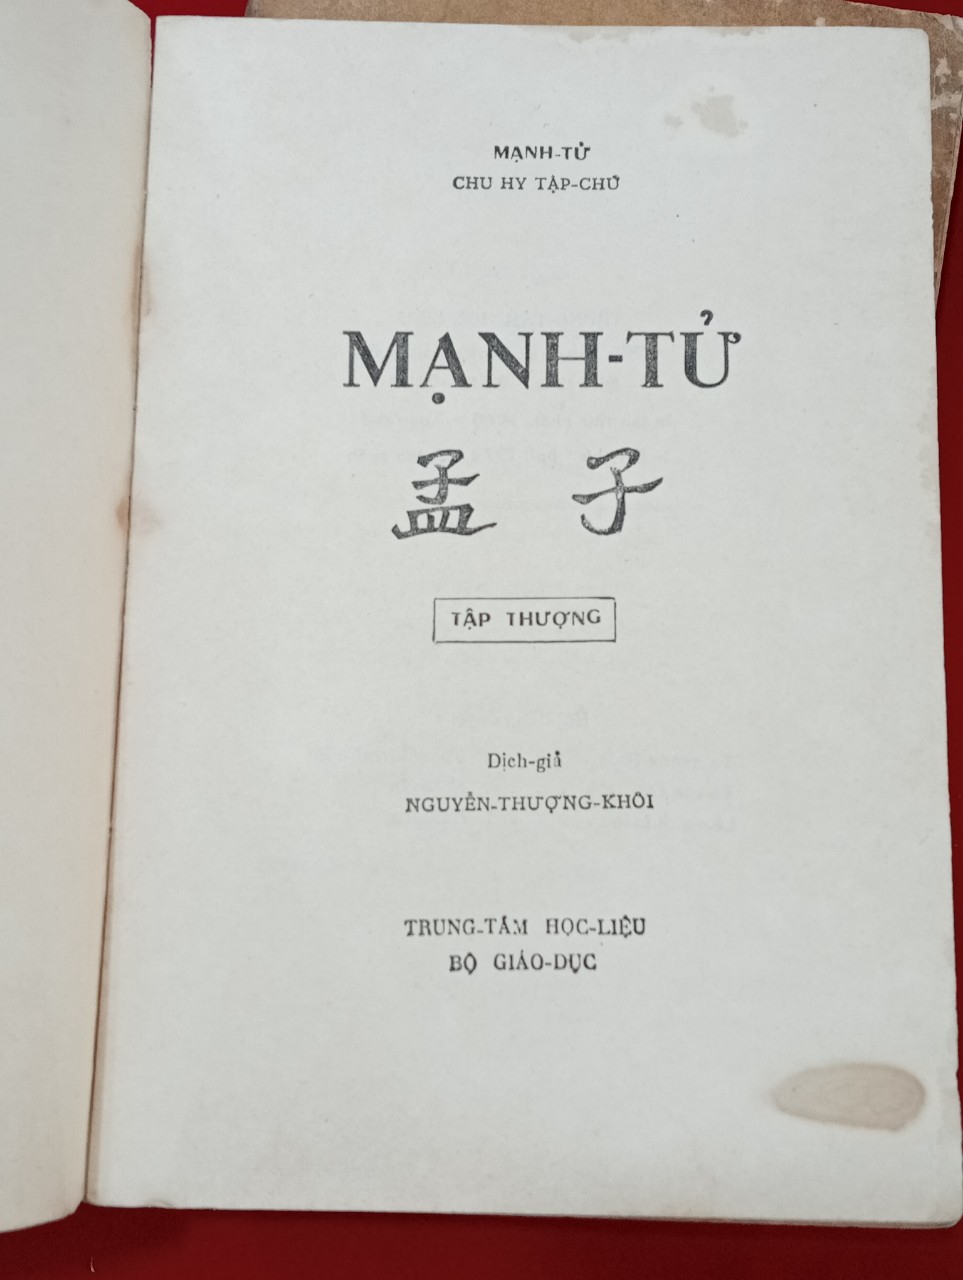 MẠNH-TỬ
CHU HY TẬP-CHÚ
MẠNH-TỬ
孟子
TẬP THƯỢNG
Dịch-giả
NGUYỄN-THƯỢNG-KHÔI
TRUNG-TÂM HỌC-LIỆU
BỘ GIÁO-DỤC